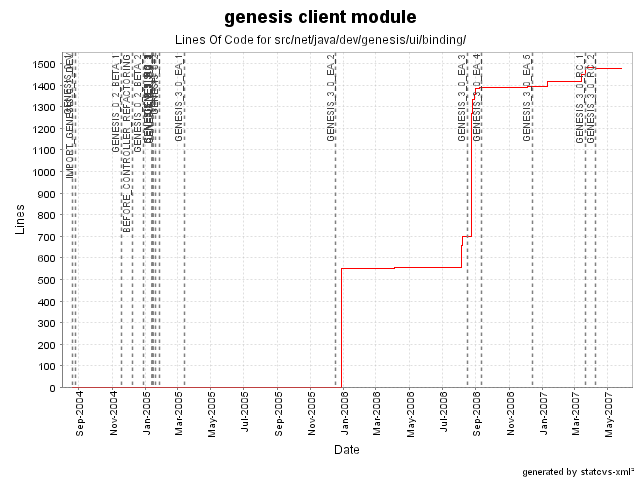 genesis client module
Lines Of Code for src/net/java/dev/genesis/ui/binding/
1500
1400
1300
1200
1100
1000
900
800
700
600
500
400
300
200
100
0
Lines
GENESIS_0_2_BETA_1
BEFORE_CONTROLLER_REFACTORING
GENESIS_0_2_BETA_2
GENESIS_3_0_EA_1
GENESIS_3_0_EA_2
GENESIS_3_0_EA_3
GENESIS_3_0_EA_4
GENESIS_3_0_EA_5
GENESIS_3_0_RC_1
GENESIS_3_0_RC_2
Sep-2004
Nov-2004
Jan-2005
Mar-2005
May-2005
Jul-2005
Sep-2005
Nov-2005
Jan-2006
Mar-2006
May-2006
Jul-2006
Sep-2006
Nov-2006
Jan-2007
Mar-2007
May-2007
Date
generated by statcvs-xml²